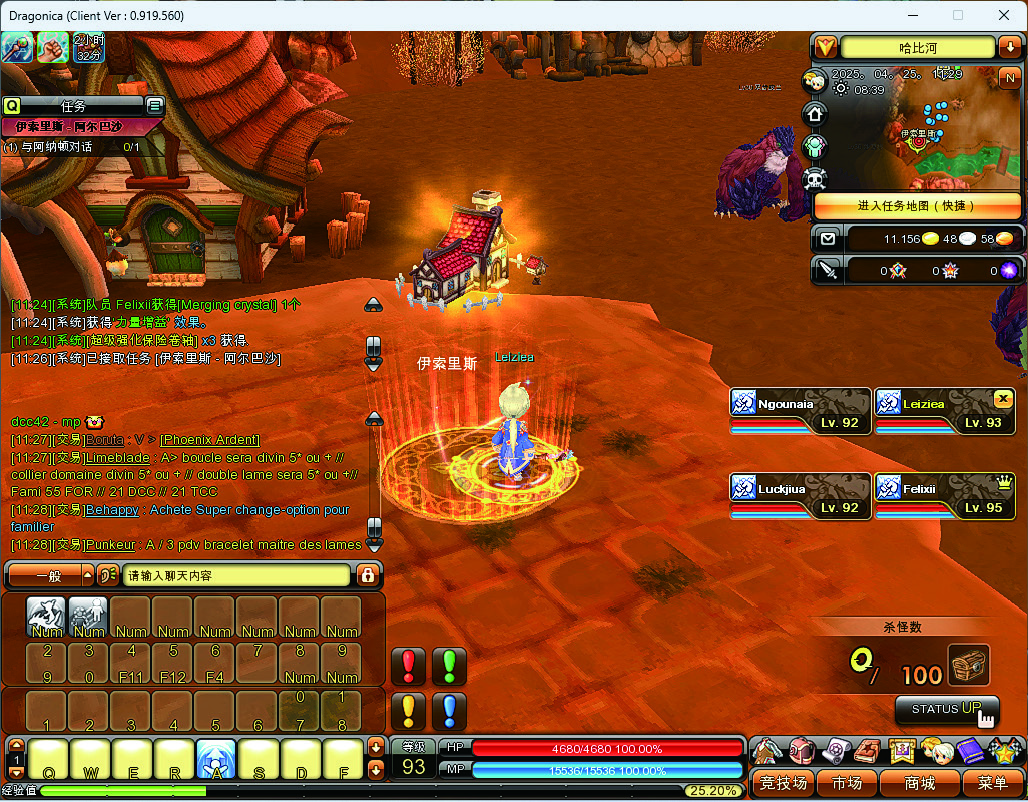 Dragonica (Client Ver : 0.919.560)
2小时
32分
哈比河
2025。 04。 25。 11:29
N
08:39
Q 任务
伊索里斯 - 阿尔巴沙
(1) 与阿纳顿对话 0/1
伊索里斯
进入任务地图 ( 快捷 )
11.156 48 58
0 0 0
[11:24][系统]队员 Felixii获得[Merging crystal] 1个
[11:24][系统]获得‘力量增益’ 效果。
[11:24][系统][超级强化保险卷轴] x3 获得.
[11:26][系统]已接取任务 [伊索里斯 - 阿尔巴沙]
伊索里斯
Leiziea
Ngounaia
Lv. 92
Leiziea
Lv. 93
Luckjiua
Lv. 92
Felixii
Lv. 95
dcc42 - mp
[11:27][交易]Boruta : V > [Phoenix Ardent]
[11:27][交易]Limeblade : A> boucle sera divin 5* ou + //
collier domaine divin 5* ou + // double lame sera 5* ou +//
Fami 55 FOR // 21 DCC // 21 TCC
[11:28][交易]Behappy : Achete Super change-option pour
familier
[11:28][交易]Punkeur : A / 3 pdv bracelet maitre des lames
一般 请输入聊天内容
Num Num Num Num Num Num Num Num
2 3 4 5 6 7 8 9
9 0 F11 F12 F4 Num Num
0 1
1 2 3 4 5 6 7 8
杀怪数
0/ 100
STATUS UP
1 Q W E R A S D F
等级
93
HP 4680/4680 100.00%
MP 15536/15536 100.00%
竞技场 市场 商城 菜单
经验值 25.20%